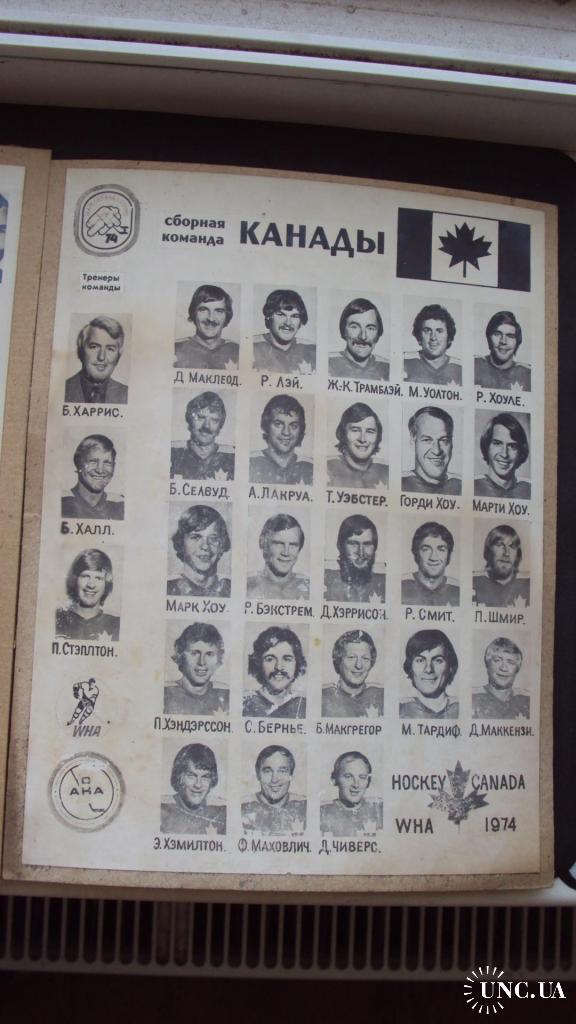 74
сборная
команда
КАНАДЫ
Тренеры
команды
Б.ХАРРИС.
Б.ХАЛЛ.
П.СТЭПЛТОН.
Д МАКЛЕОД.
Р. ЛЭЙ.
Ж-К.ТРАМБЛЭЙ.
М.УОЛТОН.
Р.ХОУЛЕ.
Б.СЕЛВУД.
А.ЛАКРУА.
Т.УЭБСТЕР.
ГОРДИ ХОУ.
МАРТИ ХОУ.
МАРК ХОУ.
Р.БЭКСТРЕМ.
Д.ХЭРРИСОН.
Р.СМИТ.
П.ШМИР.
П.ХЭНДЭРССОН.
С.БЕРНЬЕ.
Б.МАКГРЕГОР
М.ТАРДИФ.
Д.МАККЕНЗИ.
Э.ХЭМИЛТОН.
Ф.МАХОВЛИЧ.
Д.ЧИВЕРС.
WHA
C
AHA
HOCKEY CANADA
WHA 1974
UNC.UA